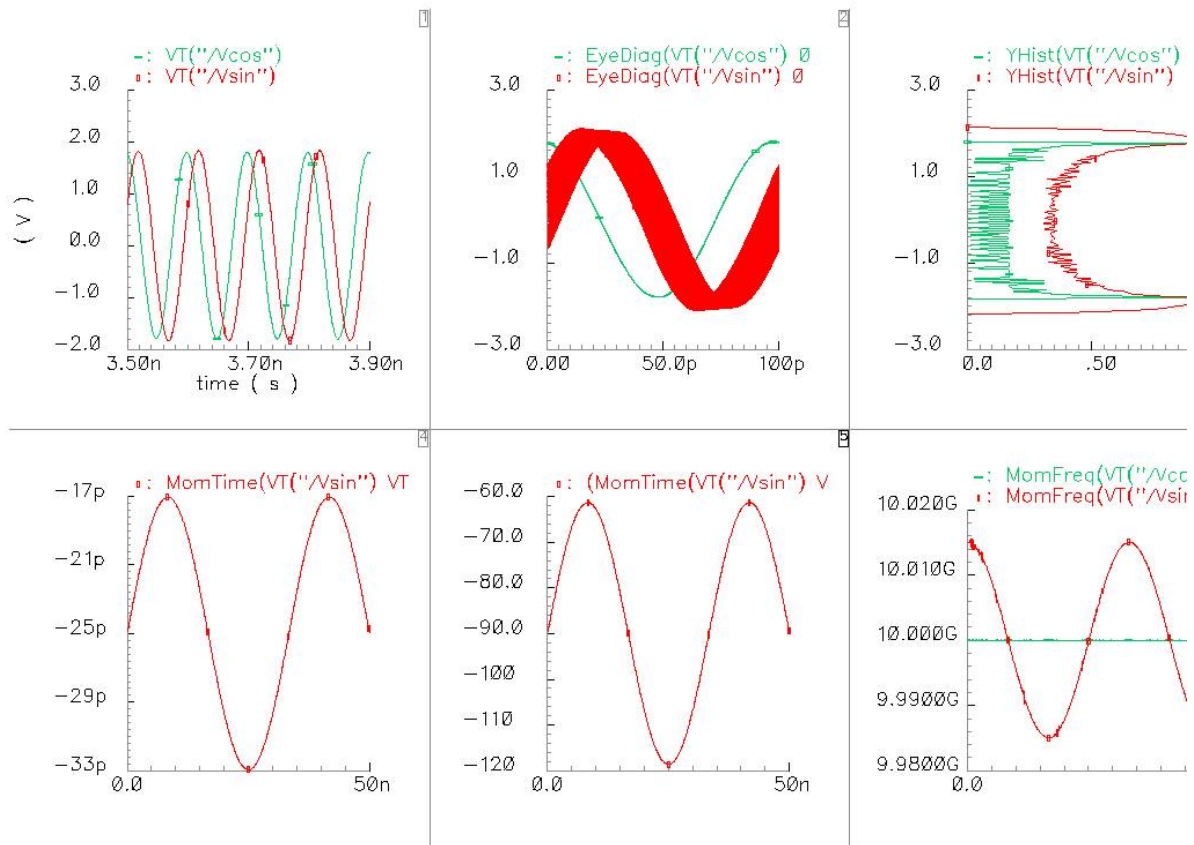 1
-: VT("/Vcos")
: VT("/Vsin")
3.0
2.0
1.0
0.0
-1.0
-2.0
( V )
3.50n
3.70n
3.90n
time ( s )
2
-: EyeDiag(VT("/Vcos") 0
: EyeDiag(VT("/Vsin") 0
3.0
1.0
-1.0
-3.0
0.00
50.0p
100p
-: YHist(VT("/Vcos")
: YHist(VT("/Vsin")
3.0
1.0
-1.0
-3.0
0.0
.50
4
: MomTime(VT("/Vsin") VT
-17p
-21p
-25p
-29p
-33p
0.0
50n
5
: (MomTime(VT("/Vsin") V
-60.0
-70.0
-80.0
-90.0
-100
-110
-120
0.0
50n
-: MomFreq(VT("/Vco
: MomFreq(VT("/Vsin
10.020G
10.010G
10.000G
9.9900G
9.9800G
0.0